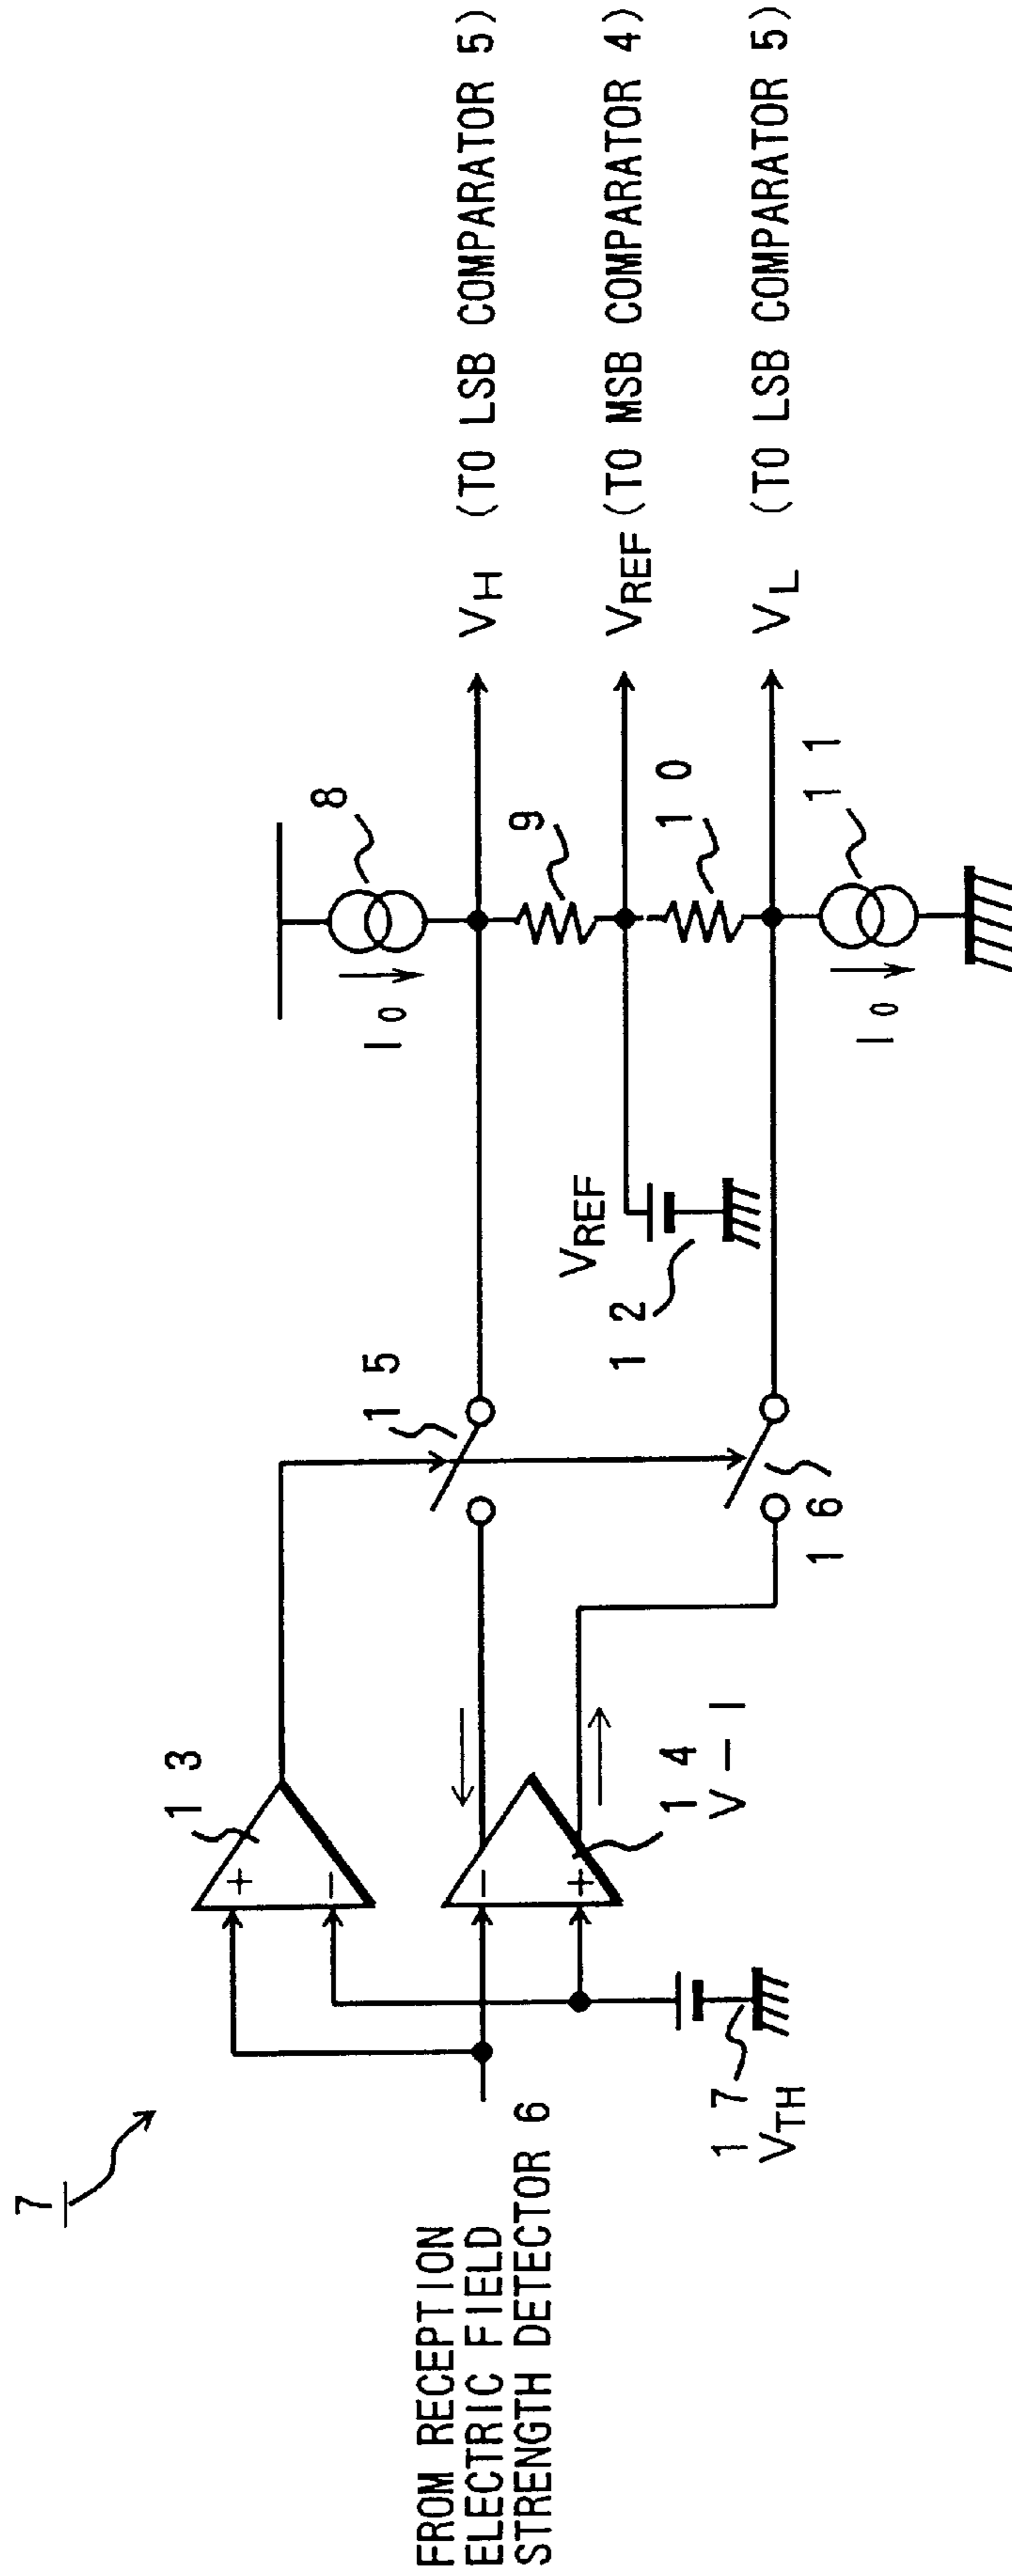 7
FROM RECEPTION
ELECTRIC FIELD
STRENGTH DETECTOR 6
13
+
−
−
+
14
V−I
17
VTH
15
16
VREF
12
8
I0
9
10
11
I0
VH (TO LSB COMPARATOR 5)
VREF (TO MSB COMPARATOR 4)
VL (TO LSB COMPARATOR 5)